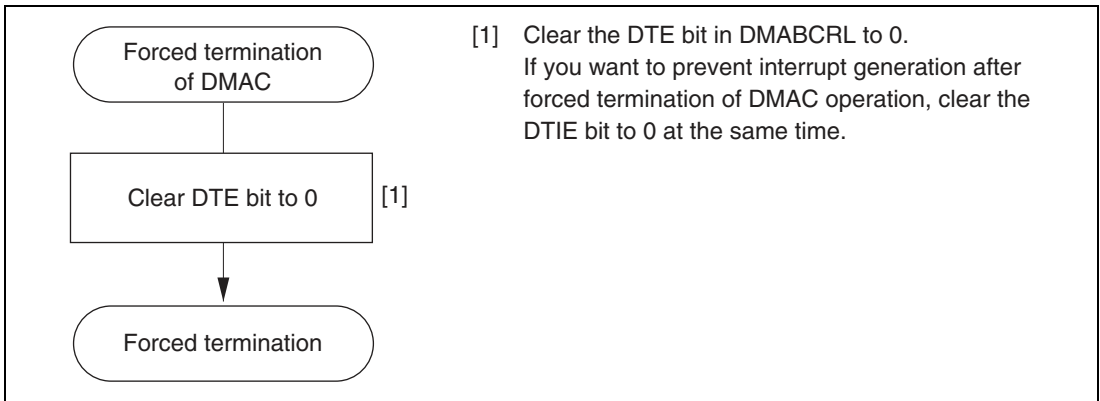 Forced termination
of DMAC
Clear DTE bit to 0
[1]
Forced termination
[1] Clear the DTE bit in DMABCRL to 0.
If you want to prevent interrupt generation after
forced termination of DMAC operation, clear the
DTIE bit to 0 at the same time.